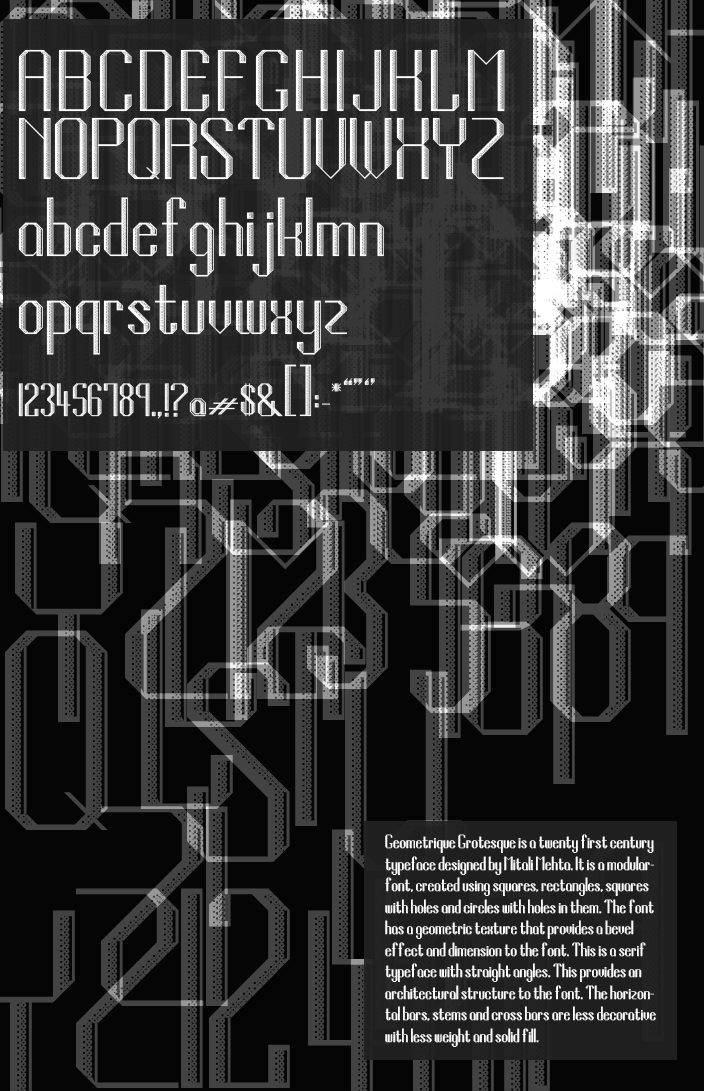 ABCDEFGHIJKLM
NOPQRSTUVWXYZ
abcdefghijklmn
opqrstuvwxyz
123456789.,!?@#$&[]:-*“”‘’
Geometrique Grotesque is a twenty first century
typeface designed by Mitali Mehta. It is a modular-
font, created using squares, rectangles, squares
with holes and circles with holes in them. The font
has a geometric texture that provides a bevel
effect and dimension to the font. This is a serif
typeface with straight angles. This provides an
architectural structure to the font. The horizon-
tal bars, stems and cross bars are less decorative
with less weight and solid fill.